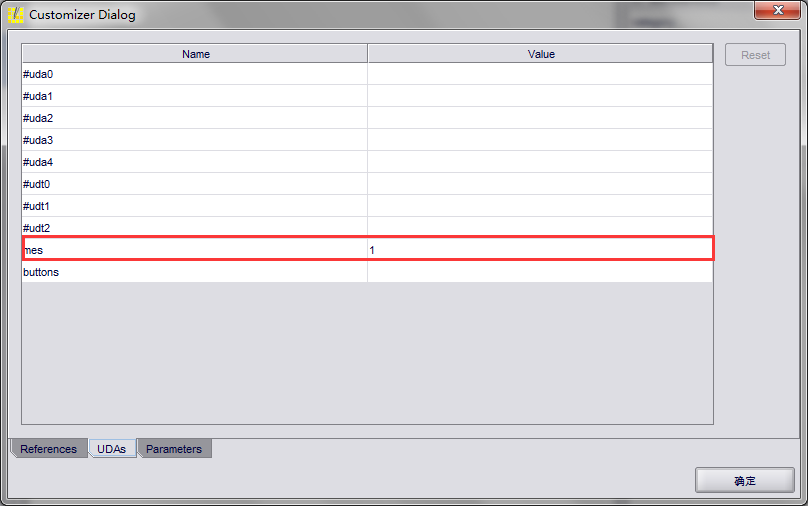 Customizer Dialog
Name Value
Reset
#uda0
#uda1
#uda2
#uda3
#uda4
#udt0
#udt1
#udt2
mes 1
buttons
References UDAs Parameters
确定